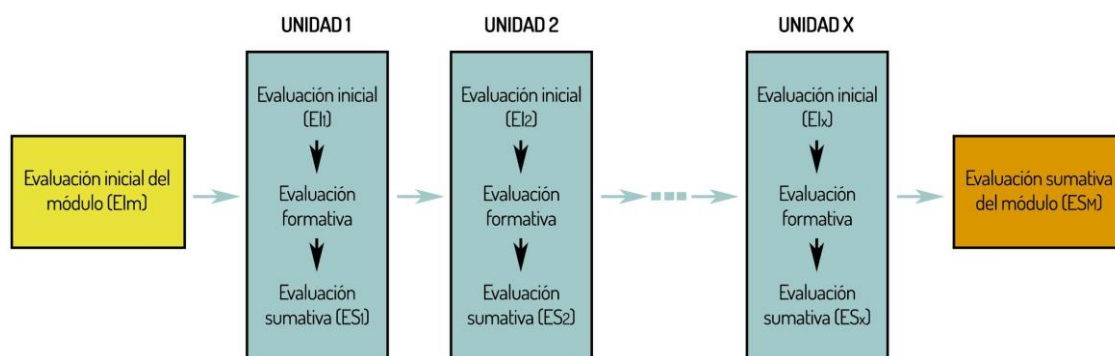 UNIDAD 1
UNIDAD 2
UNIDAD X
Evaluación inicial del
módulo (EIm)
Evaluación inicial
(EI1)
Evaluación
formativa
Evaluación
sumativa (ES1)
Evaluación inicial
(EI2)
Evaluación
formativa
Evaluación
sumativa (ES2)
Evaluación inicial
(EIx)
Evaluación
formativa
Evaluación
sumativa (ESx)
Evaluación sumativa
del módulo (ESM)